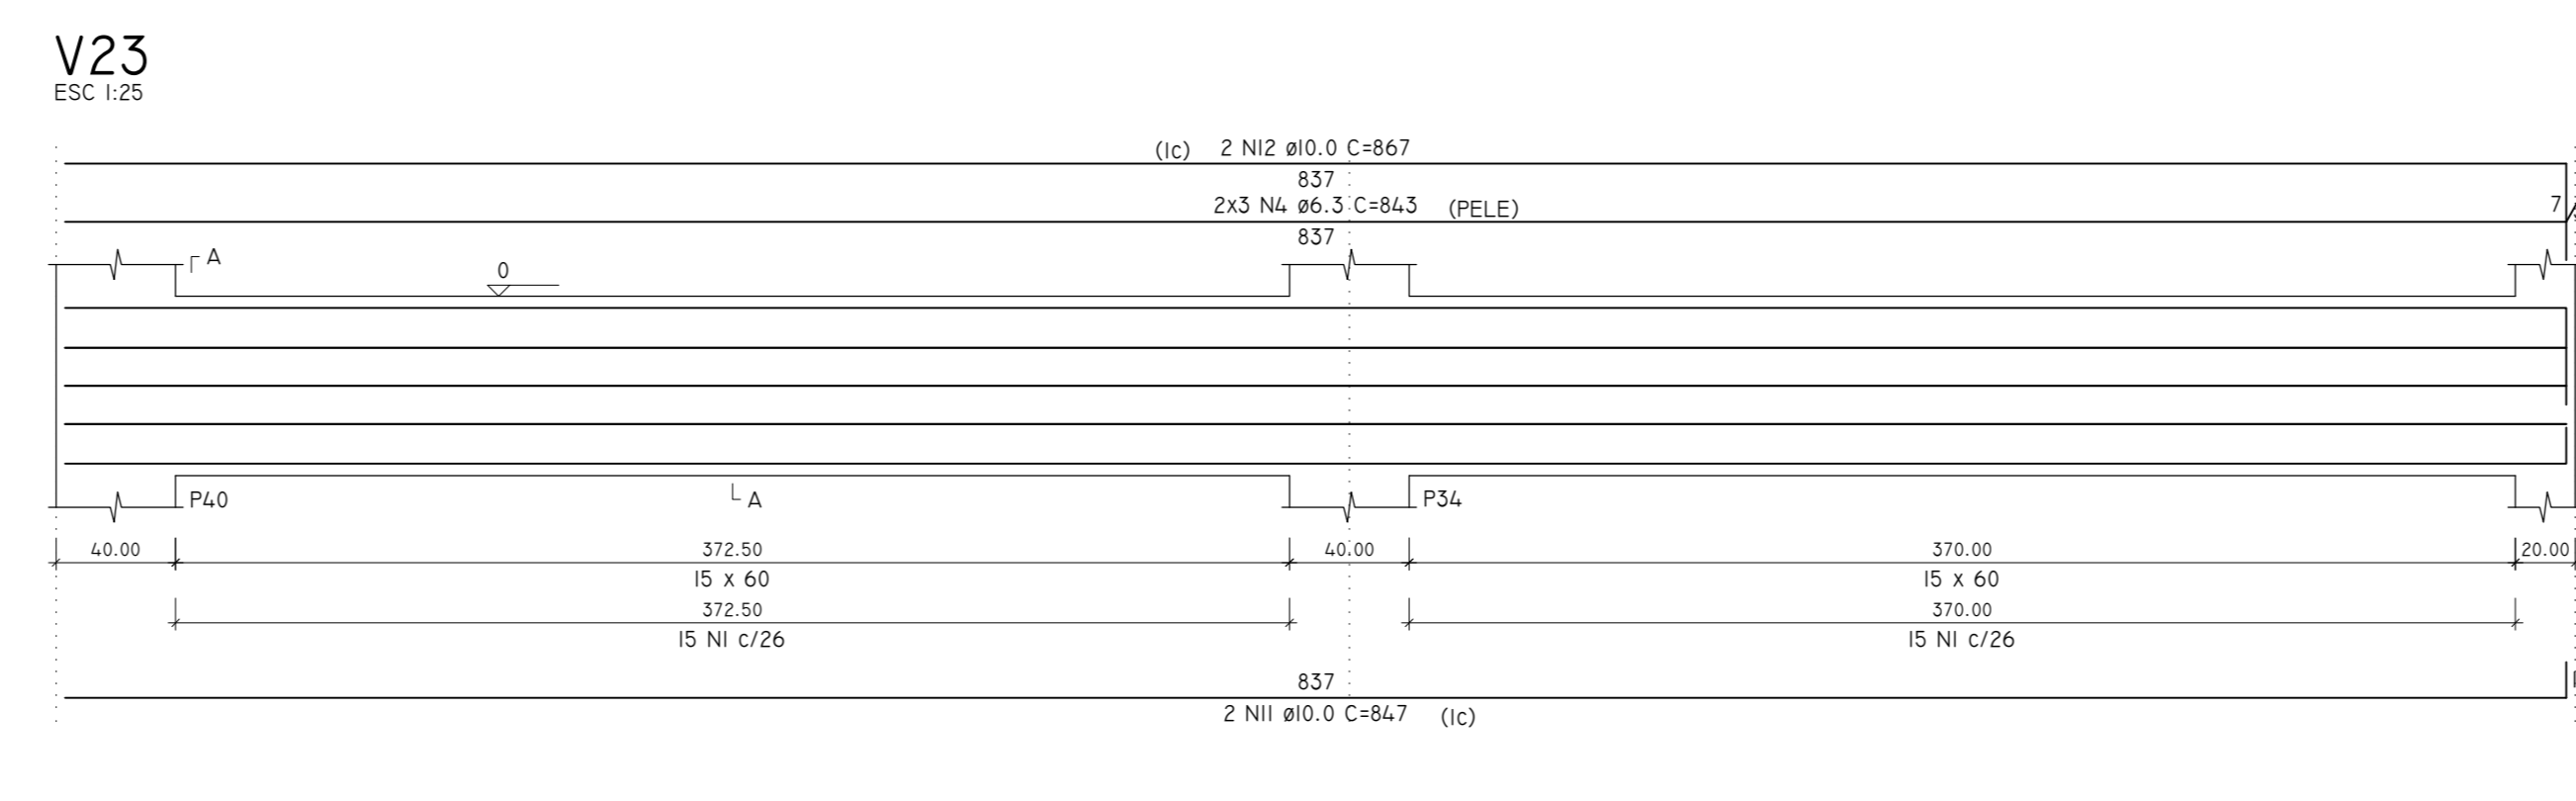 V23
ESC 1:25
(1c) 2 N12 ø10.0 C=867
837
2x3 N4 ø6.3 C=843 (PELE)
7
837
A
0
P40
A
P34
40.00 372.50 40.00 370.00 20.00
15 x 60 15 x 60
372.50 370.00
15 N1 c/26 15 N1 c/26
837
2 N11 ø10.0 C=847 (1c)